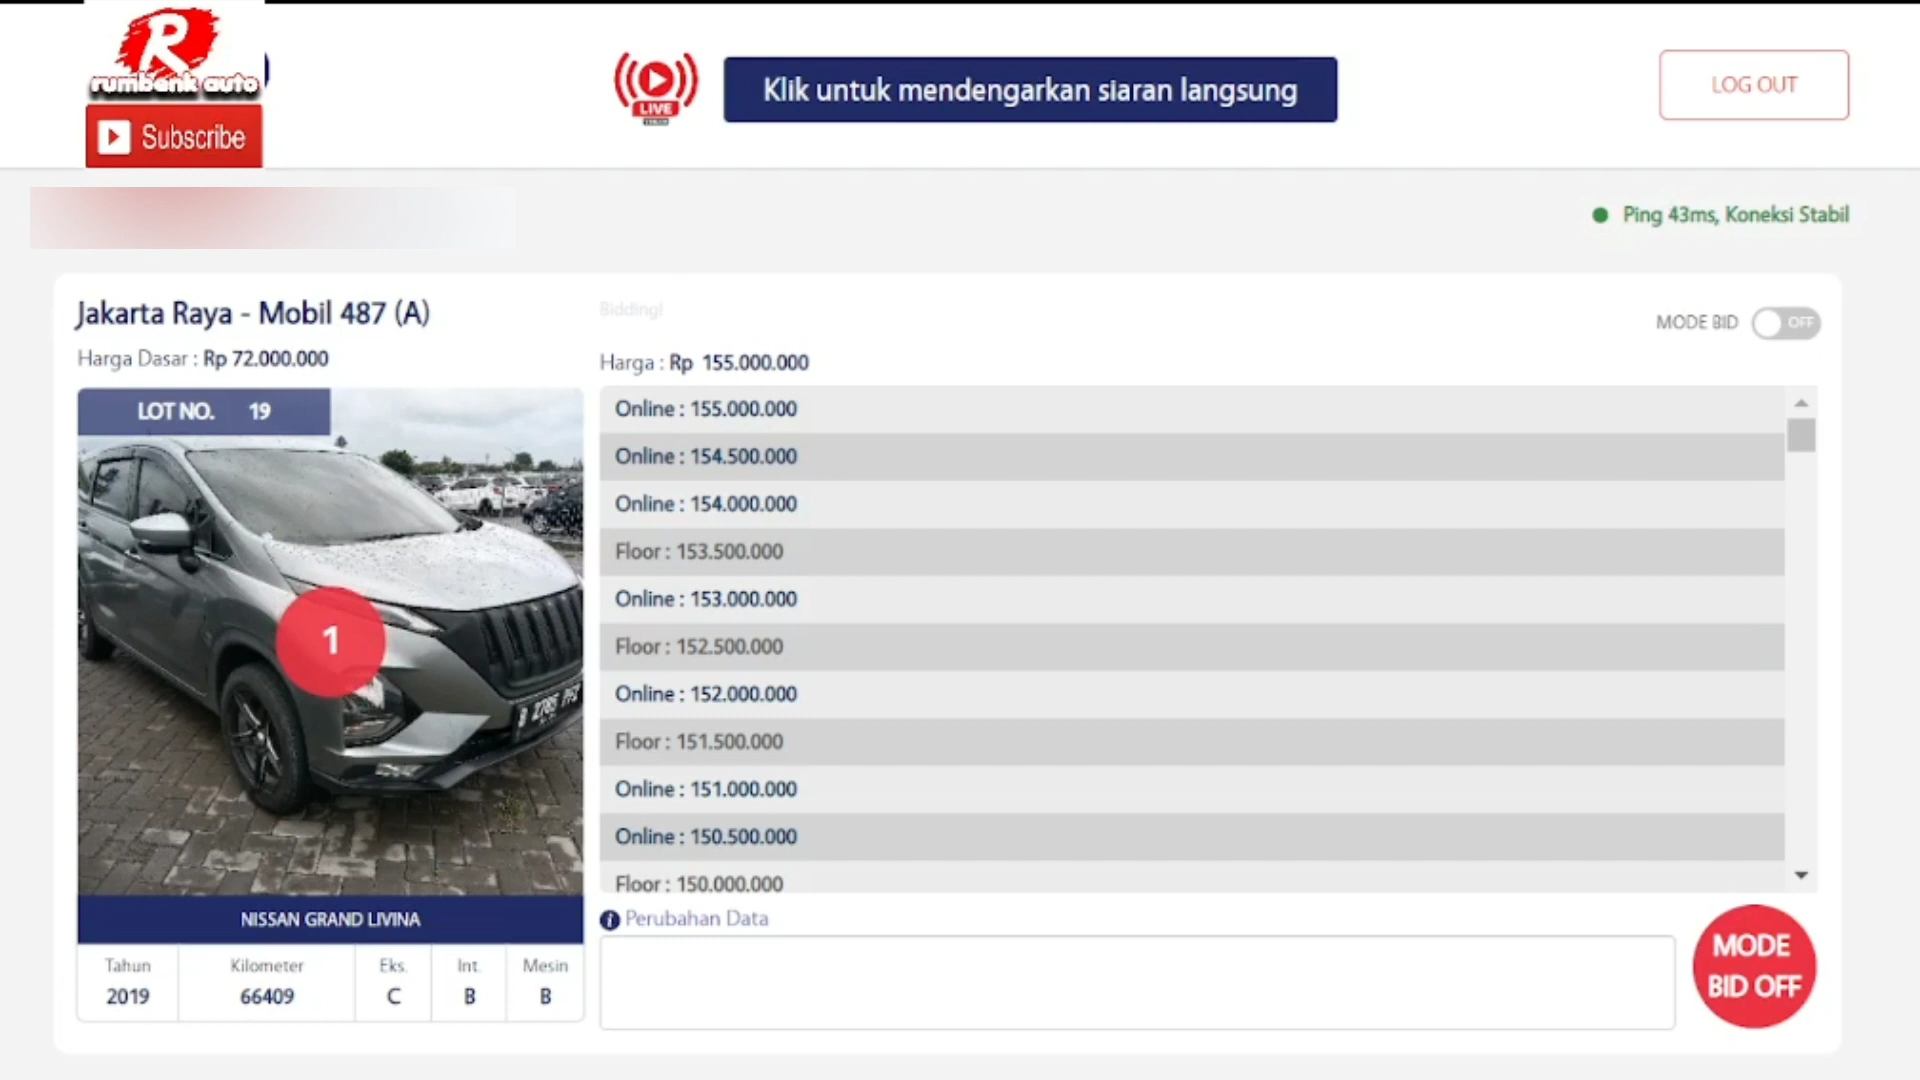 R
rumbenk auto
Subscribe
LIVE
Klik untuk mendengarkan siaran langsung
LOG OUT
Ping 43ms, Koneksi Stabil
Jakarta Raya - Mobil 487 (A)
Harga Dasar : Rp 72.000.000
LOT NO. 19
1
NISSAN GRAND LIVINA
Tahun Kilometer Eks. Int. Mesin
2019 66409 C B B
Bidding!
MODE BID OFF
Harga : Rp 155.000.000
Online : 155.000.000
Online : 154.500.000
Online : 154.000.000
Floor : 153.500.000
Online : 153.000.000
Floor : 152.500.000
Online : 152.000.000
Floor : 151.500.000
Online : 151.000.000
Online : 150.500.000
Floor : 150.000.000
Perubahan Data
MODE
BID OFF